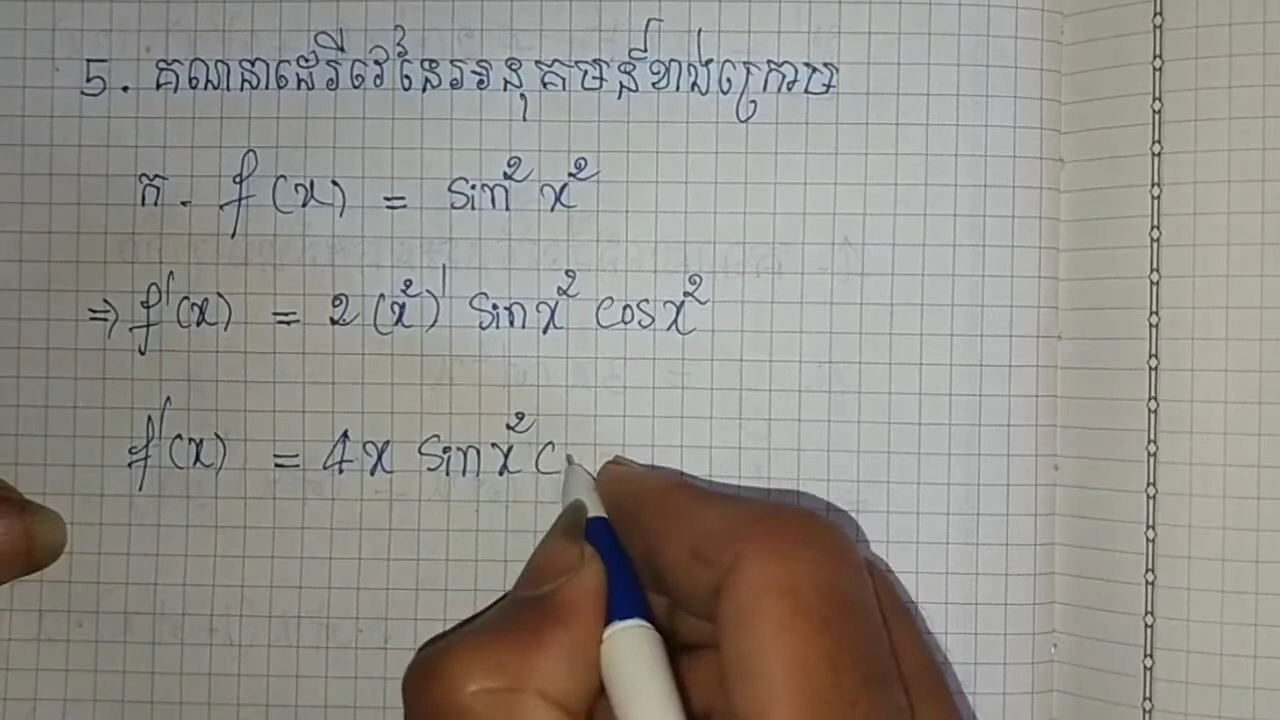 5. គណនាដេរីវេនៃអនុគមន៍ខាងក្រោម
ក. f(x) = sin² x²
⇒ f'(x) = 2 (x²)' sin x² cos x²
f'(x) = 4x sin x² c